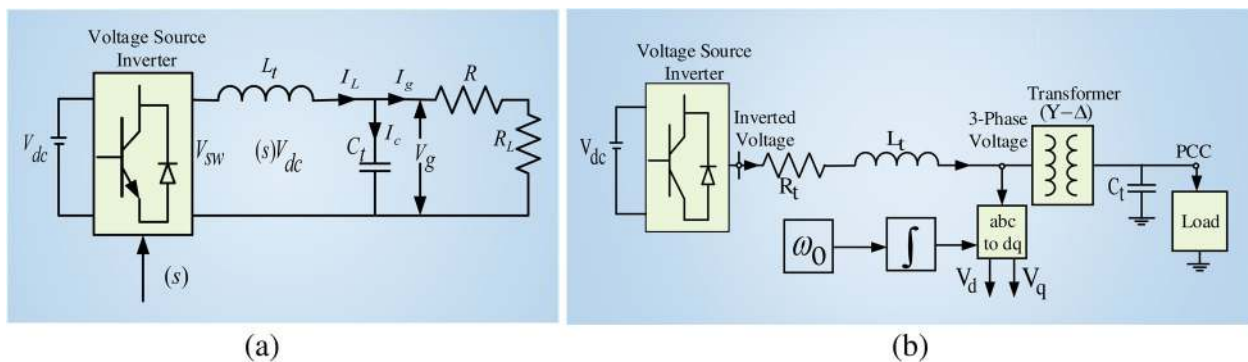 Voltage Source
Inverter
L_t
I_L
I_g
R
V_dc
V_sw
(s)V_dc
C_t
I_c
V_g
R_L
(s)
(a)
Voltage Source
Inverter
V_dc
Inverted
Voltage
R_t
L_t
3-Phase
Voltage
Transformer
(Y−Δ)
PCC
C_t
Load
ω_0
∫
abc
to dq
V_d
V_q
(b)